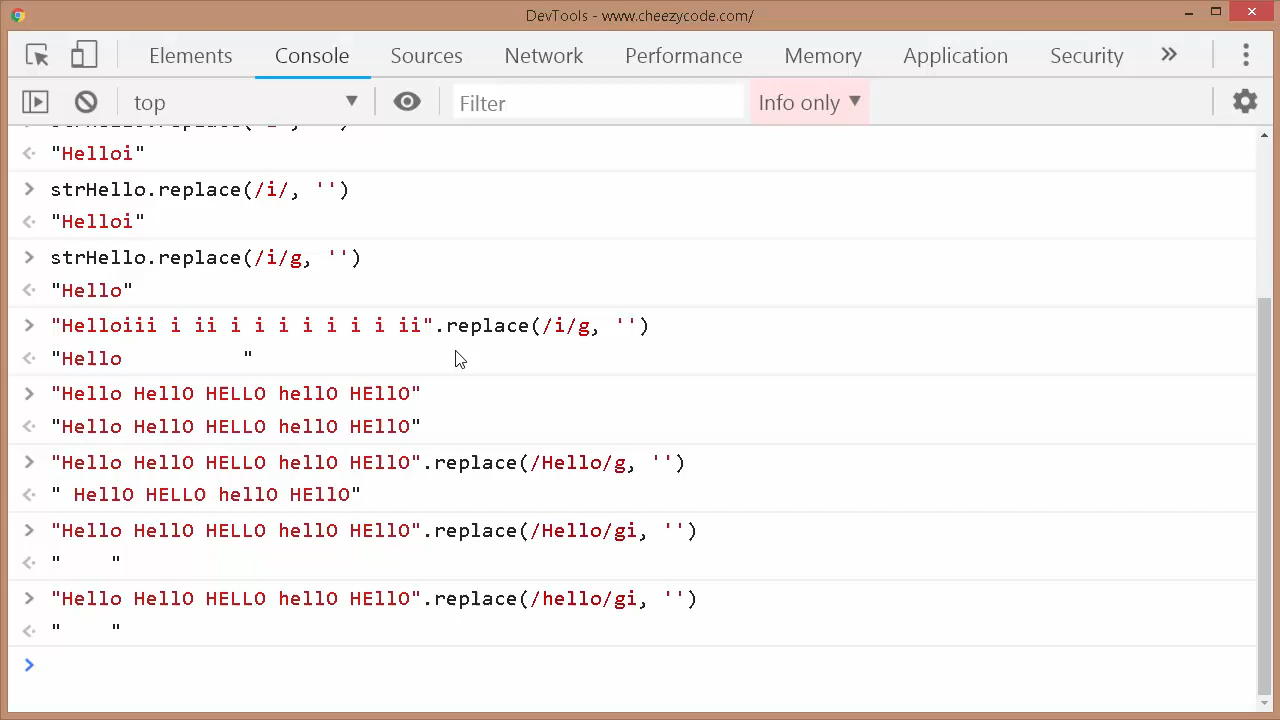 DevTools - www.cheezycode.com/
Elements Console Sources Network Performance Memory Application Security »
top ▼ Filter Info only ▼
< "Helloi"
> strHello.replace(/i/, '')
< "Helloi"
> strHello.replace(/i/g, '')
< "Hello"
> "Helloiii i ii i i i i i i i ii".replace(/i/g, '')
< "Hello          "
> "Hello HellO HELLO hellO HEllO"
< "Hello HellO HELLO hellO HEllO"
> "Hello HellO HELLO hellO HEllO".replace(/Hello/g, '')
< " HellO HELLO hellO HEllO"
> "Hello HellO HELLO hellO HEllO".replace(/Hello/gi, '')
< "    "
> "Hello HellO HELLO hellO HEllO".replace(/hello/gi, '')
< "    "
>